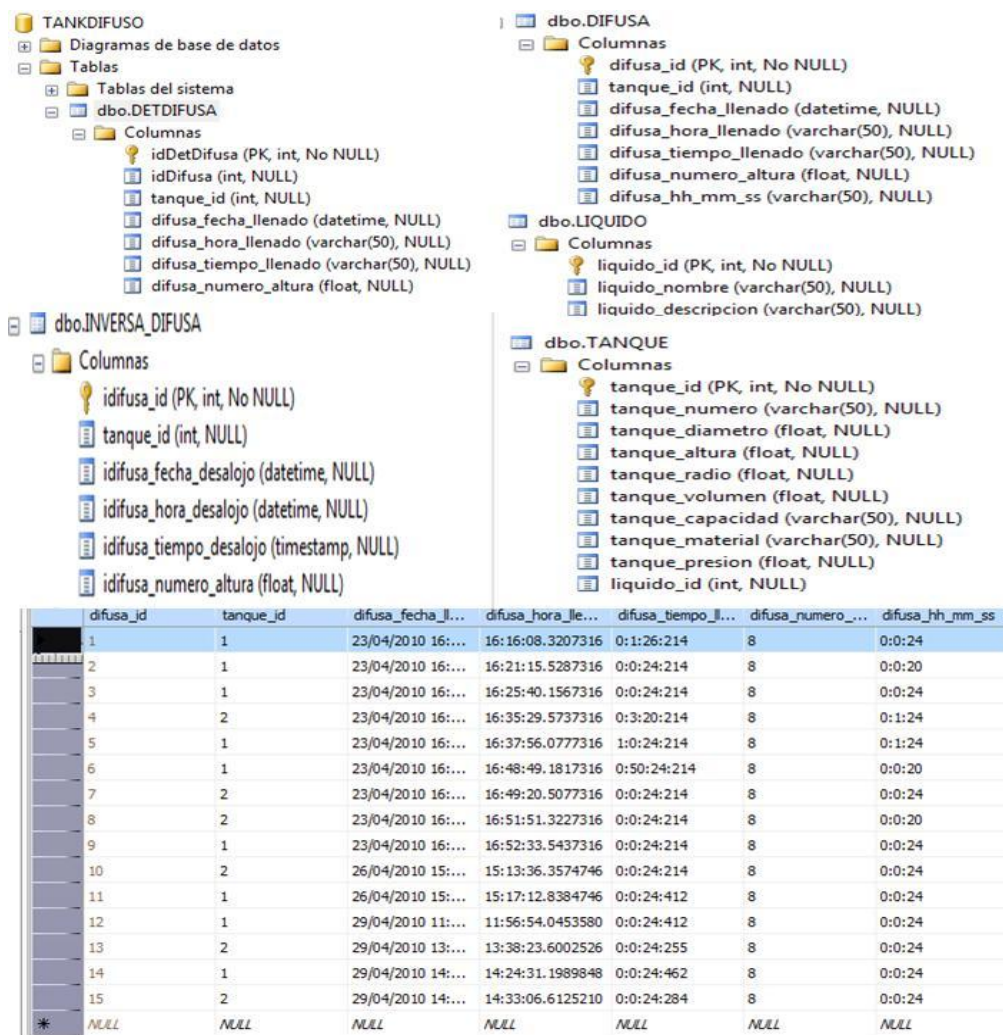 TANKDIFUSO
Diagramas de base de datos
Tablas
Tablas del sistema
dbo.DETDIFUSA
Columnas
idDetDifusa (PK, int, No NULL)
idDifusa (int, NULL)
tanque_id (int, NULL)
difusa_fecha_llenado (datetime, NULL)
difusa_hora_llenado (varchar(50), NULL)
difusa_tiempo_llenado (varchar(50), NULL)
difusa_numero_altura (float, NULL)
dbo.INVERSA_DIFUSA
Columnas
idifusa_id (PK, int, No NULL)
tanque_id (int, NULL)
idifusa_fecha_desalojo (datetime, NULL)
idifusa_hora_desalojo (datetime, NULL)
idifusa_tiempo_desalojo (timestamp, NULL)
idifusa_numero_altura (float, NULL)
dbo.DIFUSA
Columnas
difusa_id (PK, int, No NULL)
tanque_id (int, NULL)
difusa_fecha_llenado (datetime, NULL)
difusa_hora_llenado (varchar(50), NULL)
difusa_tiempo_llenado (varchar(50), NULL)
difusa_numero_altura (float, NULL)
difusa_hh_mm_ss (varchar(50), NULL)
dbo.LIQUIDO
Columnas
liquido_id (PK, int, No NULL)
liquido_nombre (varchar(50), NULL)
liquido_descripcion (varchar(50), NULL)
dbo.TANQUE
Columnas
tanque_id (PK, int, No NULL)
tanque_numero (varchar(50), NULL)
tanque_diametro (float, NULL)
tanque_altura (float, NULL)
tanque_radio (float, NULL)
tanque_volumen (float, NULL)
tanque_capacidad (varchar(50), NULL)
tanque_material (varchar(50), NULL)
tanque_presion (float, NULL)
liquido_id (int, NULL)
difusa_id tanque_id difusa_fecha_ll... difusa_hora_lle... difusa_tiempo_ll... difusa_numero_... difusa_hh_mm_ss
1 1 23/04/2010 16:... 16:16:08.3207316 0:1:26:214 8 0:0:24
2 1 23/04/2010 16:... 16:21:15.5287316 0:0:24:214 8 0:0:20
3 1 23/04/2010 16:... 16:25:40.1567316 0:0:24:214 8 0:0:24
4 2 23/04/2010 16:... 16:35:29.5737316 0:3:20:214 8 0:1:24
5 1 23/04/2010 16:... 16:37:56.0777316 1:0:24:214 8 0:1:24
6 1 23/04/2010 16:... 16:48:49.1817316 0:50:24:214 8 0:0:20
7 2 23/04/2010 16:... 16:49:20.5077316 0:0:24:214 8 0:0:24
8 2 23/04/2010 16:... 16:51:51.3227316 0:0:24:214 8 0:0:20
9 1 23/04/2010 16:... 16:52:33.5437316 0:0:24:214 8 0:0:24
10 2 26/04/2010 15:... 15:13:36.3574746 0:0:24:214 8 0:0:24
11 1 26/04/2010 15:... 15:17:12.8384746 0:0:24:412 8 0:0:24
12 1 29/04/2010 11:... 11:56:54.0453580 0:0:24:412 8 0:0:24
13 2 29/04/2010 13:... 13:38:23.6002526 0:0:24:255 8 0:0:24
14 1 29/04/2010 14:... 14:24:31.1989848 0:0:24:462 8 0:0:24
15 2 29/04/2010 14:... 14:33:06.6125210 0:0:24:284 8 0:0:24
NULL NULL NULL NULL NULL NULL NULL